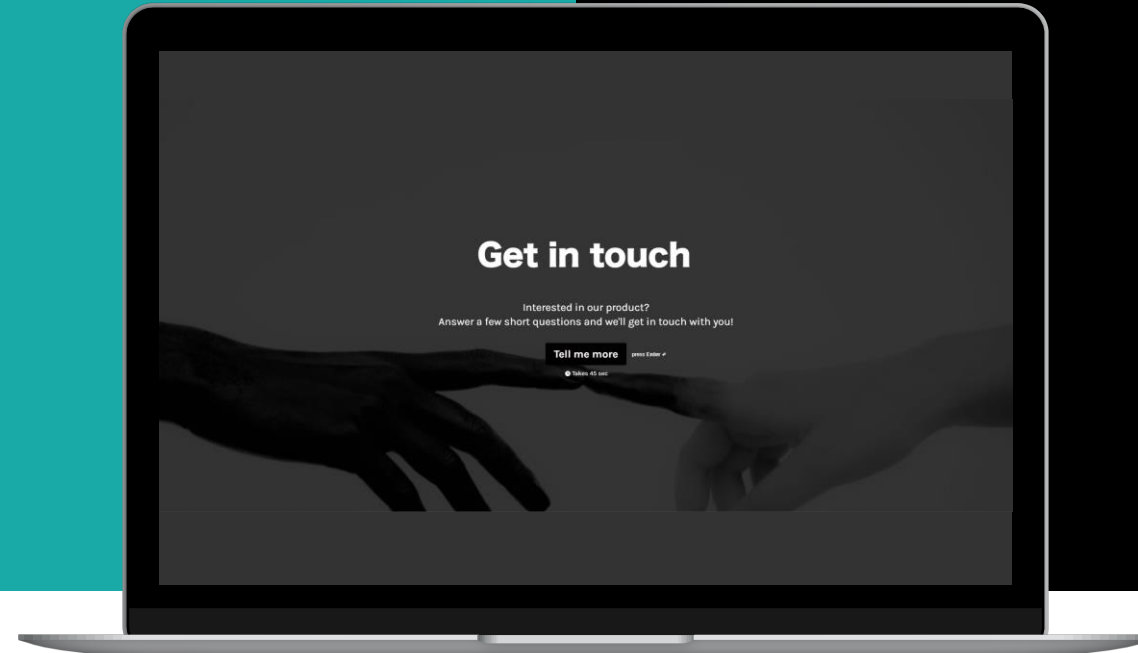 Get in touch
Interested in our product?
Answer a few short questions and we'll get in touch with you!
Tell me more
press Enter ↵
Takes 45 sec